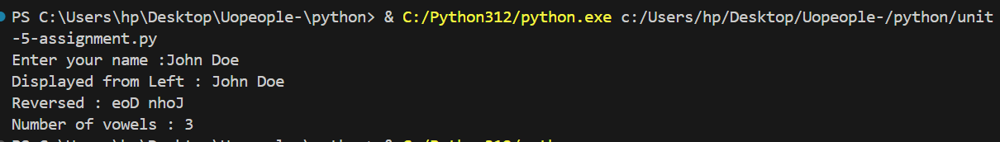 PS C:\Users\hp\Desktop\Uopeople-\python> & C:/Python312/python.exe c:/Users/hp/Desktop/Uopeople-/python/unit
-5-assignment.py
Enter your name :John Doe
Displayed from Left : John Doe
Reversed : eoD nhoJ
Number of vowels : 3